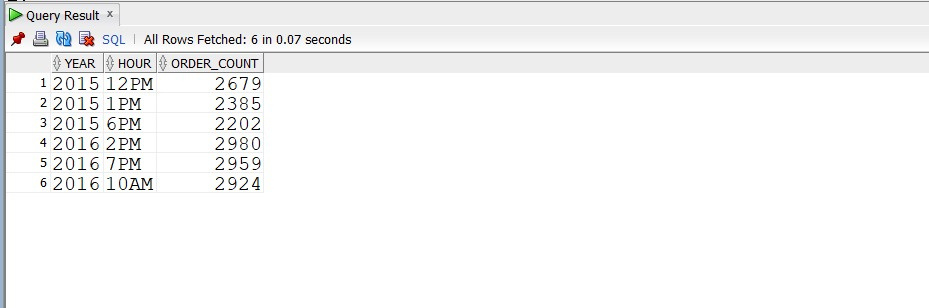 Query Result x
SQL | All Rows Fetched: 6 in 0.07 seconds
YEAR HOUR ORDER_COUNT
1 2015 12PM 2679
2 2015 1PM 2385
3 2015 6PM 2202
4 2016 2PM 2980
5 2016 7PM 2959
6 2016 10AM 2924